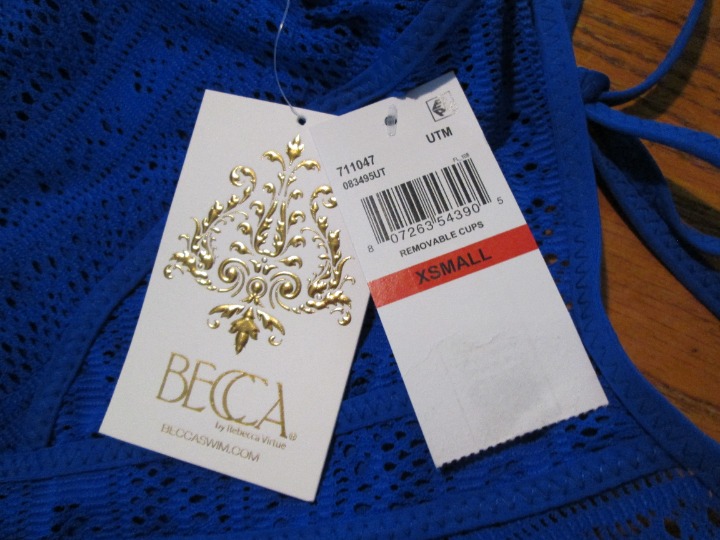 BECCA®
by Rebecca Virtue
BECCASWIM.COM
UTM
711047
083495UT
8 07263 54390 5
REMOVABLE CUPS
XSMALL